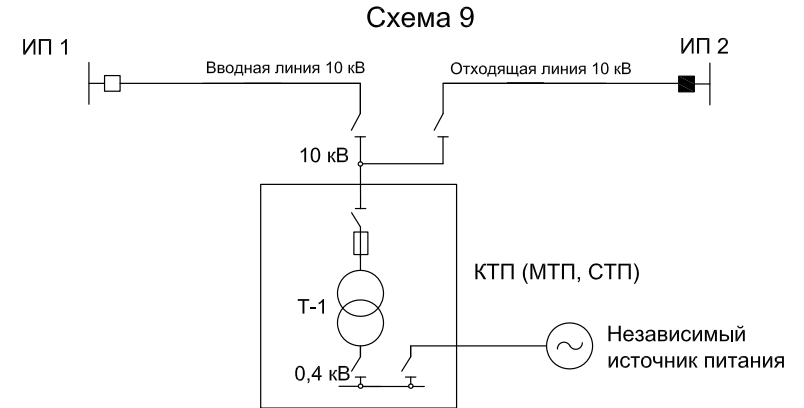 Схема 9
ИП 1
ИП 2
Вводная линия 10 кВ
Отходящая линия 10 кВ
10 кВ
КТП (МТП, СТП)
Т-1
Независимый
источник питания
0,4 кВ